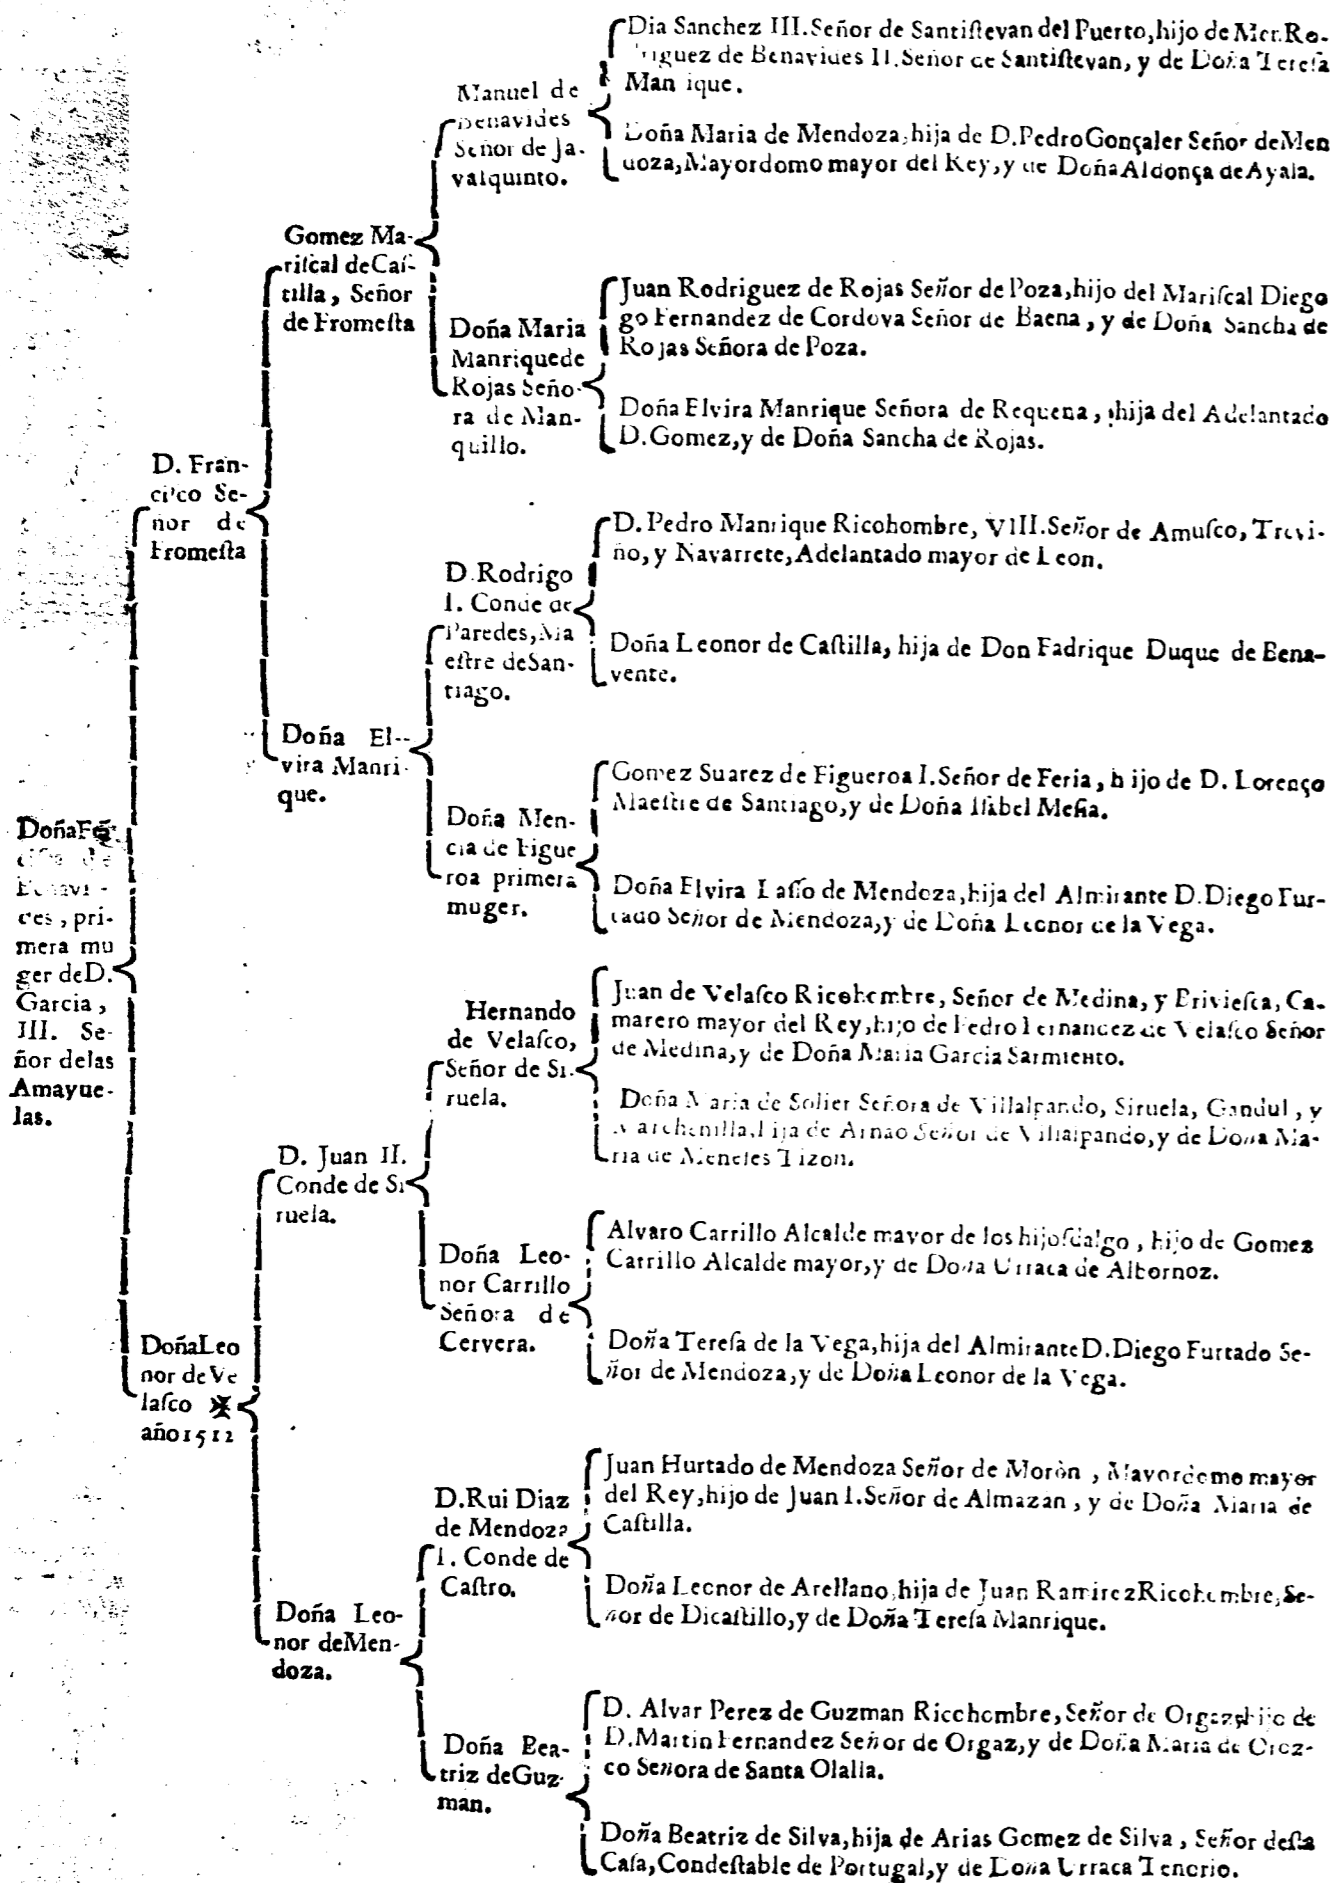 Dia Sanchez III.Señor de Santiſtevan del Puerto,hijo de Men.Ro-
driguez de Benavides II.Señor de Santiſtevan, y de Doña Tereſa
Man ique.
Manuel de
Benavides
Señor de Ja-
valquinto.
Doña Maria de Mendoza,hija de D.Pedro Gonçalez Señor de Men
doza,Mayordomo mayor del Rey,y de Doña Aldonça de Ayala.
Gomez Ma-
riſcal de Caſ-
tilla, Señor
de Fromeſta
Juan Rodriguez de Rojas Señor de Poza,hijo del Mariſcal Diego
go Fernandez de Cordova Señor de Baena, y de Doña Sancha de
Rojas Señora de Poza.
Doña Maria
Manrique de
Rojas Seño-
ra de Man-
quillo.
Doña Elvira Manrique Señora de Requena, hija del Adelantado
D.Gomez,y de Doña Sancha de Rojas.
D. Fran-
ciſco Se-
ñor de
Fromeſta
D. Pedro Manrique Ricohombre, VIII.Señor de Amuſco, Trevi-
ño, y Navarrete,Adelantado mayor de Leon.
D.Rodrigo
I. Conde de
Paredes,Ma
eſtre de San-
tiago.
Doña Leonor de Caſtilla, hija de Don Fadrique Duque de Bena-
vente.
Doña El-
vira Manri-
que.
Gomez Suarez de Figueroa I.Señor de Feria, hijo de D. Lorenço
Maeſtre de Santiago,y de Doña Iſabel Meſia.
Doña Men-
cia de Figue
roa primera
muger.
Doña Elvira Laſſo de Mendoza,hija del Almirante D.Diego Fur-
tado Señor de Mendoza,y de Doña Leonor de la Vega.
Doña
de
Benavi-
des, pri-
mera mu
ger de D.
Garcia,
III. Se-
ñor de las
Amayue-
las.
Juan de Velaſco Ricohombre, Señor de Medina, y Brivieſca, Ca-
marero mayor del Rey,hijo de Pedro Fernandez de Velaſco Señor
de Medina,y de Doña Maria Garcia Sarmiento.
Hernando
de Velaſco,
Señor de Si-
ruela.
Doña Maria de Solier Señora de Villalpando, Siruela, Gandul, y
Marchenilla,hija de Arnao Señor de Villalpando,y de Doña Ma-
ria de Meneſes Tizon.
D. Juan II.
Conde de Si
ruela.
Alvaro Carrillo Alcalde mayor de los hijoſdalgo, hijo de Gomez
Carrillo Alcalde mayor,y de Doña Urraca de Albornoz.
Doña Leo-
nor Carrillo
Señora de
Cervera.
Doña Tereſa de la Vega,hija del Almirante D.Diego Furtado Se-
ñor de Mendoza,y de Doña Leonor de la Vega.
Doña Leo
nor de Ve
laſco ✠
año 1512
Juan Hurtado de Mendoza Señor de Moròn, Mayordomo mayor
del Rey,hijo de Juan I.Señor de Almazan, y de Doña Maria de
Caſtilla.
D.Rui Diaz
de Mendoza
I. Conde de
Caſtro.
Doña Leonor de Arellano,hija de Juan Ramirez Ricohombre,Se-
ñor de Dicaſtillo,y de Doña Tereſa Manrique.
Doña Leo-
nor de Men-
doza.
D. Alvar Perez de Guzman Ricohombre, Señor de Orgaz,hijo de
D.Martin Fernandez Señor de Orgaz,y de Doña Maria de Oroz-
co Señora de Santa Olalla.
Doña Bea-
triz de Guz-
man.
Doña Beatriz de Silva,hija de Arias Gomez de Silva, Señor deſta
Caſa,Condeſtable de Portugal,y de Doña Urraca Tenorio.